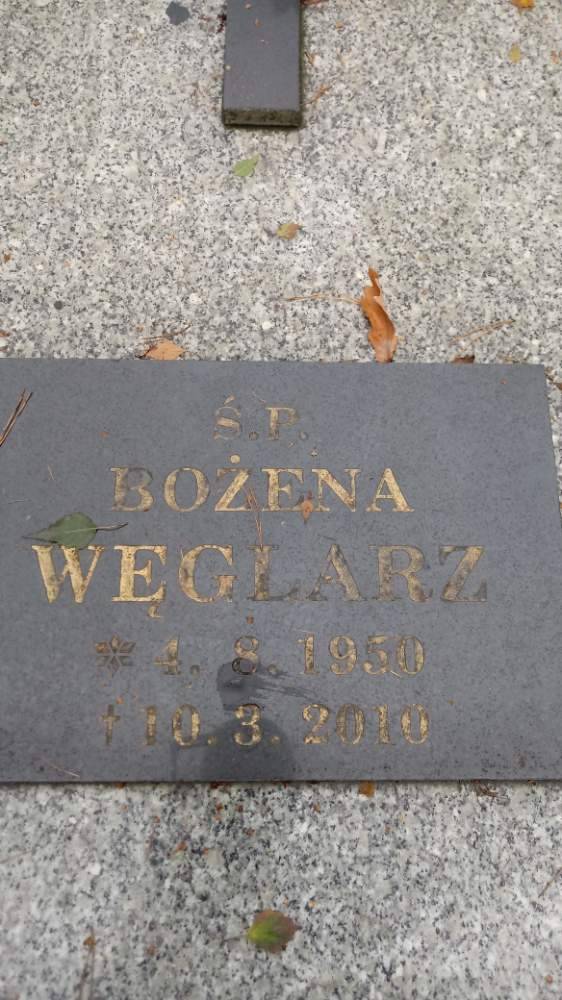 Ś.P.
BOŻENA
WĘGLARZ
* 4. 8. 1950
† 10. 3. 2010